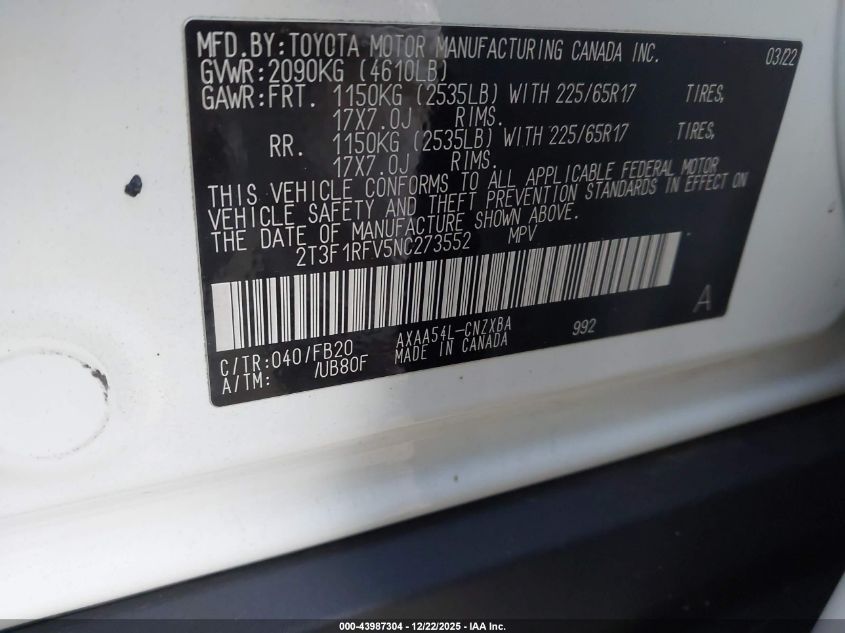 MFD.BY:TOYOTA MOTOR MANUFACTURING CANADA INC. 03/22
GVWR:2090KG (4610LB)
GAWR:FRT. 1150KG (2535LB) WITH 225/65R17 TIRES,
17X7.0J RIMS.
RR. 1150KG (2535LB) WITH 225/65R17 TIRES,
17X7.0J RIMS.
THIS VEHICLE CONFORMS TO ALL APPLICABLE FEDERAL MOTOR
VEHICLE SAFETY AND THEFT PREVENTION STANDARDS IN EFFECT ON
THE DATE OF MANUFACTURE SHOWN ABOVE.
2T3F1RFV5NC273552 MPV
A
C/TR:040/FB20 AXAA54L-CNZXBA 992
A/TM: /UB80F MADE IN CANADA
000-43987304 - 12/22/2025 - IAA Inc.